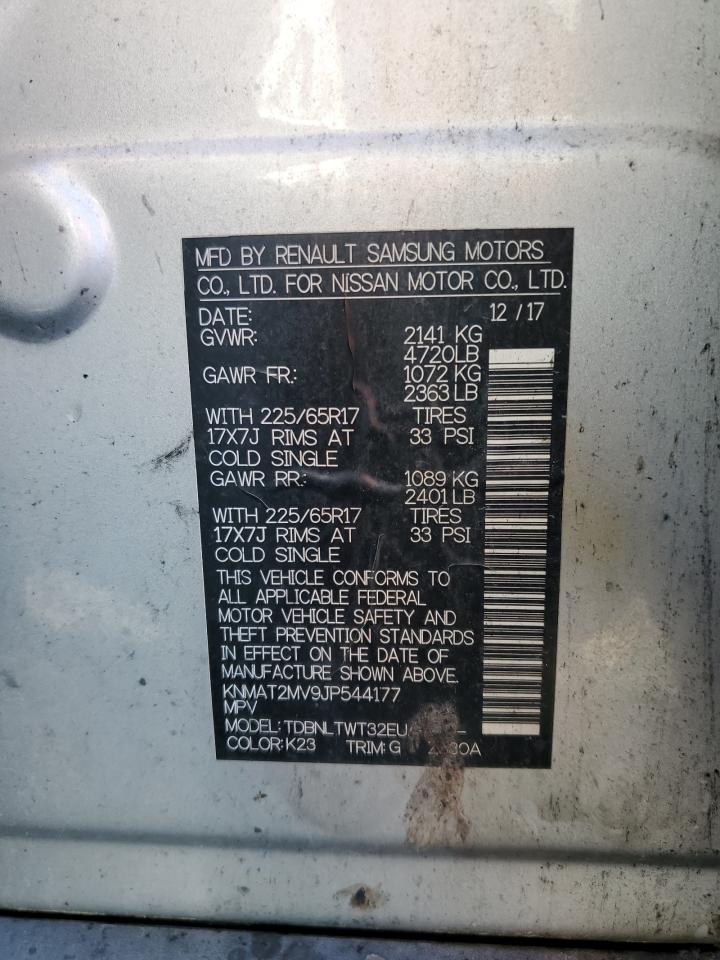 MFD BY RENAULT SAMSUNG MOTORS
CO., LTD. FOR NISSAN MOTOR CO., LTD.
DATE: 12 / 17
GVWR: 2141 KG
4720LB
GAWR FR.: 1072 KG
2363 LB
WITH 225/65R17 TIRES
17X7J RIMS AT 33 PSI
COLD SINGLE
GAWR RR.: 1089 KG
2401 LB
WITH 225/65R17 TIRES
17X7J RIMS AT 33 PSI
COLD SINGLE
THIS VEHICLE CONFORMS TO
ALL APPLICABLE FEDERAL
MOTOR VEHICLE SAFETY AND
THEFT PREVENTION STANDARDS
IN EFFECT ON THE DATE OF
MANUFACTURE SHOWN ABOVE.
KNMAT2MV9JP544177
MPV
MODEL:
COLOR:K23 TRIM:G